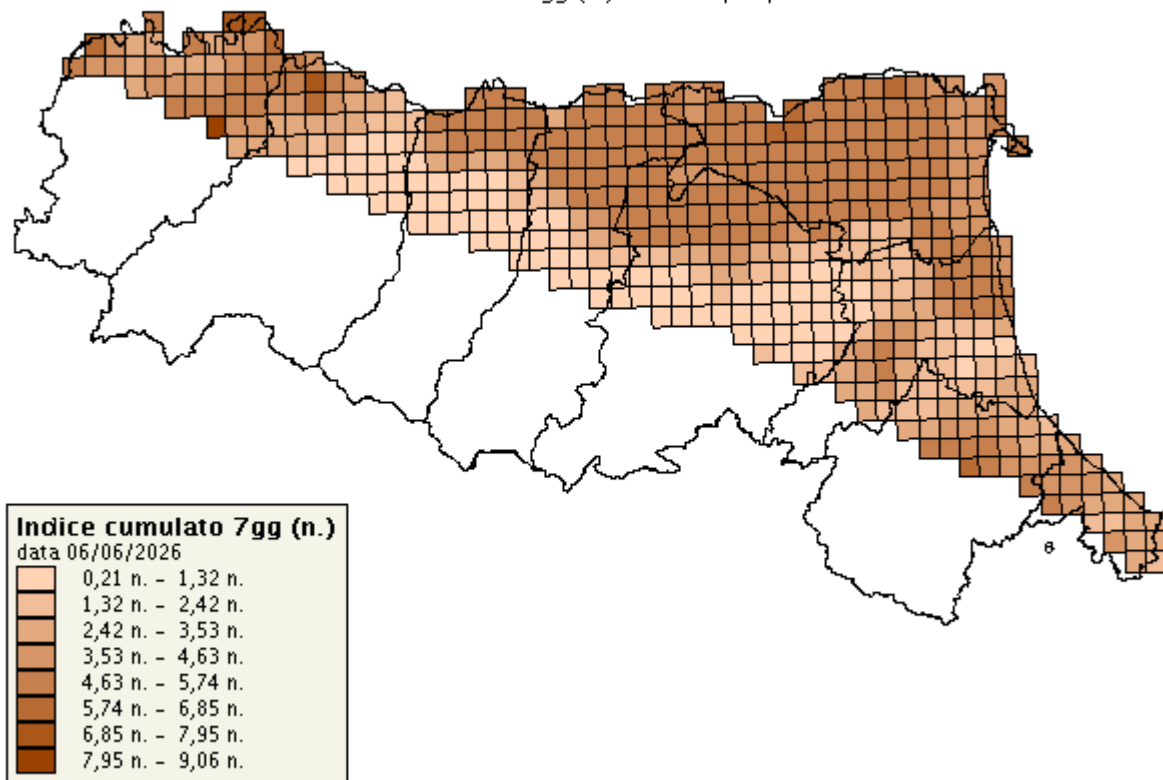 Indice cumulato 7gg (n.)
data 06/06/2026
0,21 n. - 1,32 n.
1,32 n. - 2,42 n.
2,42 n. - 3,53 n.
3,53 n. - 4,63 n.
4,63 n. - 5,74 n.
5,74 n. - 6,85 n.
6,85 n. - 7,95 n.
7,95 n. - 9,06 n.